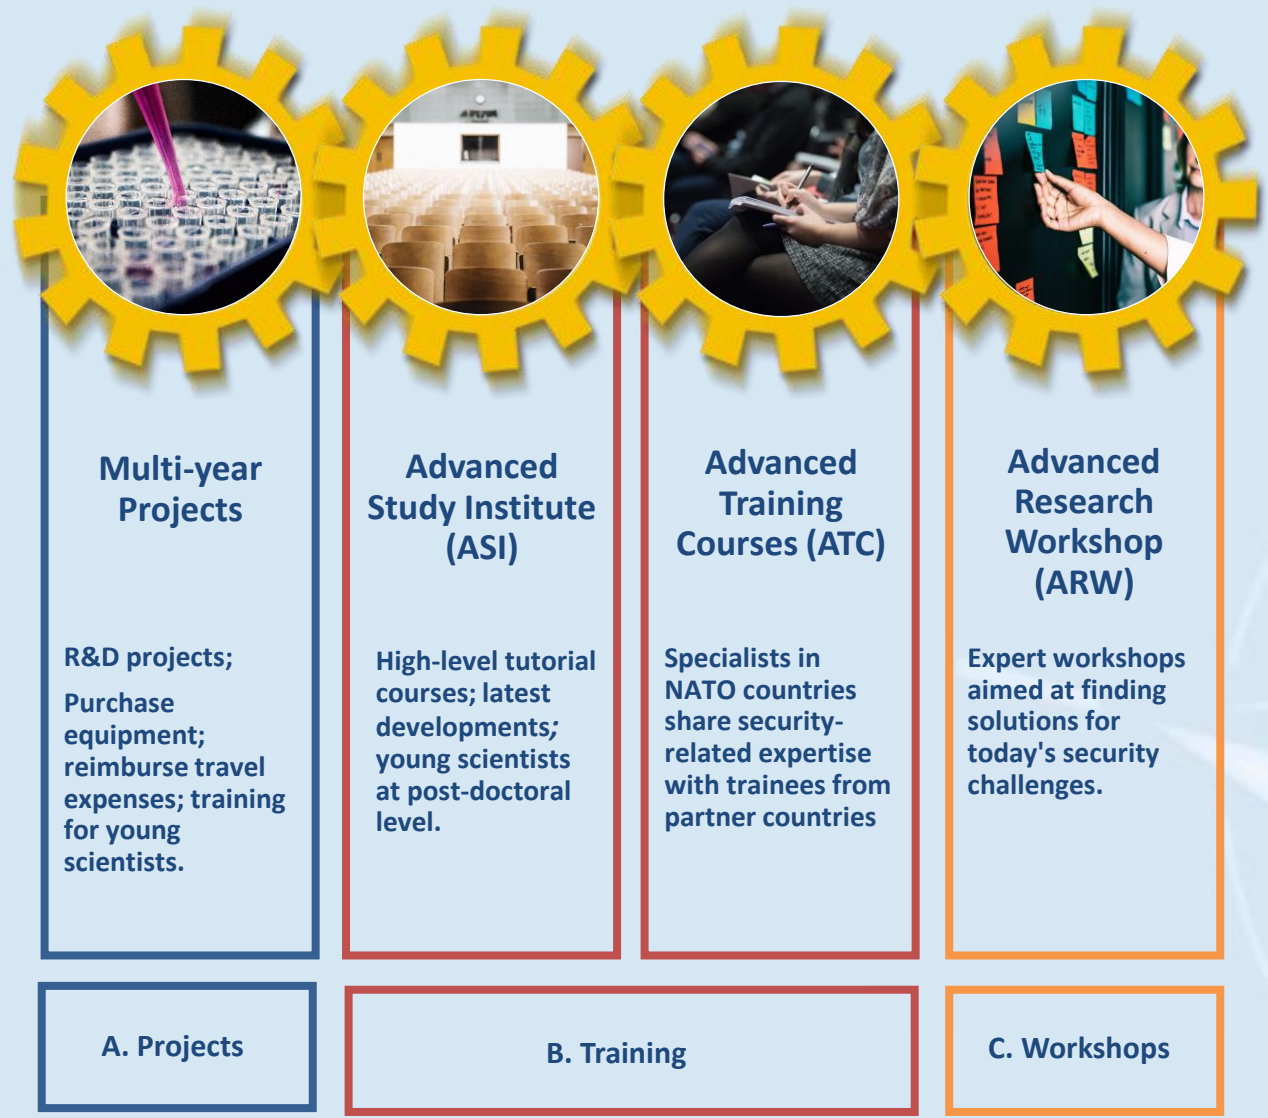 Multi-year
Projects
R&D projects;
Purchase
equipment;
reimburse travel
expenses; training
for young
scientists.
Advanced
Study Institute
(ASI)
High-level tutorial
courses; latest
developments;
young scientists
at post-doctoral
level.
Advanced
Training
Courses (ATC)
Specialists in
NATO countries
share security-
related expertise
with trainees from
partner countries
Advanced
Research
Workshop
(ARW)
Expert workshops
aimed at finding
solutions for
today's security
challenges.
A. Projects
B. Training
C. Workshops